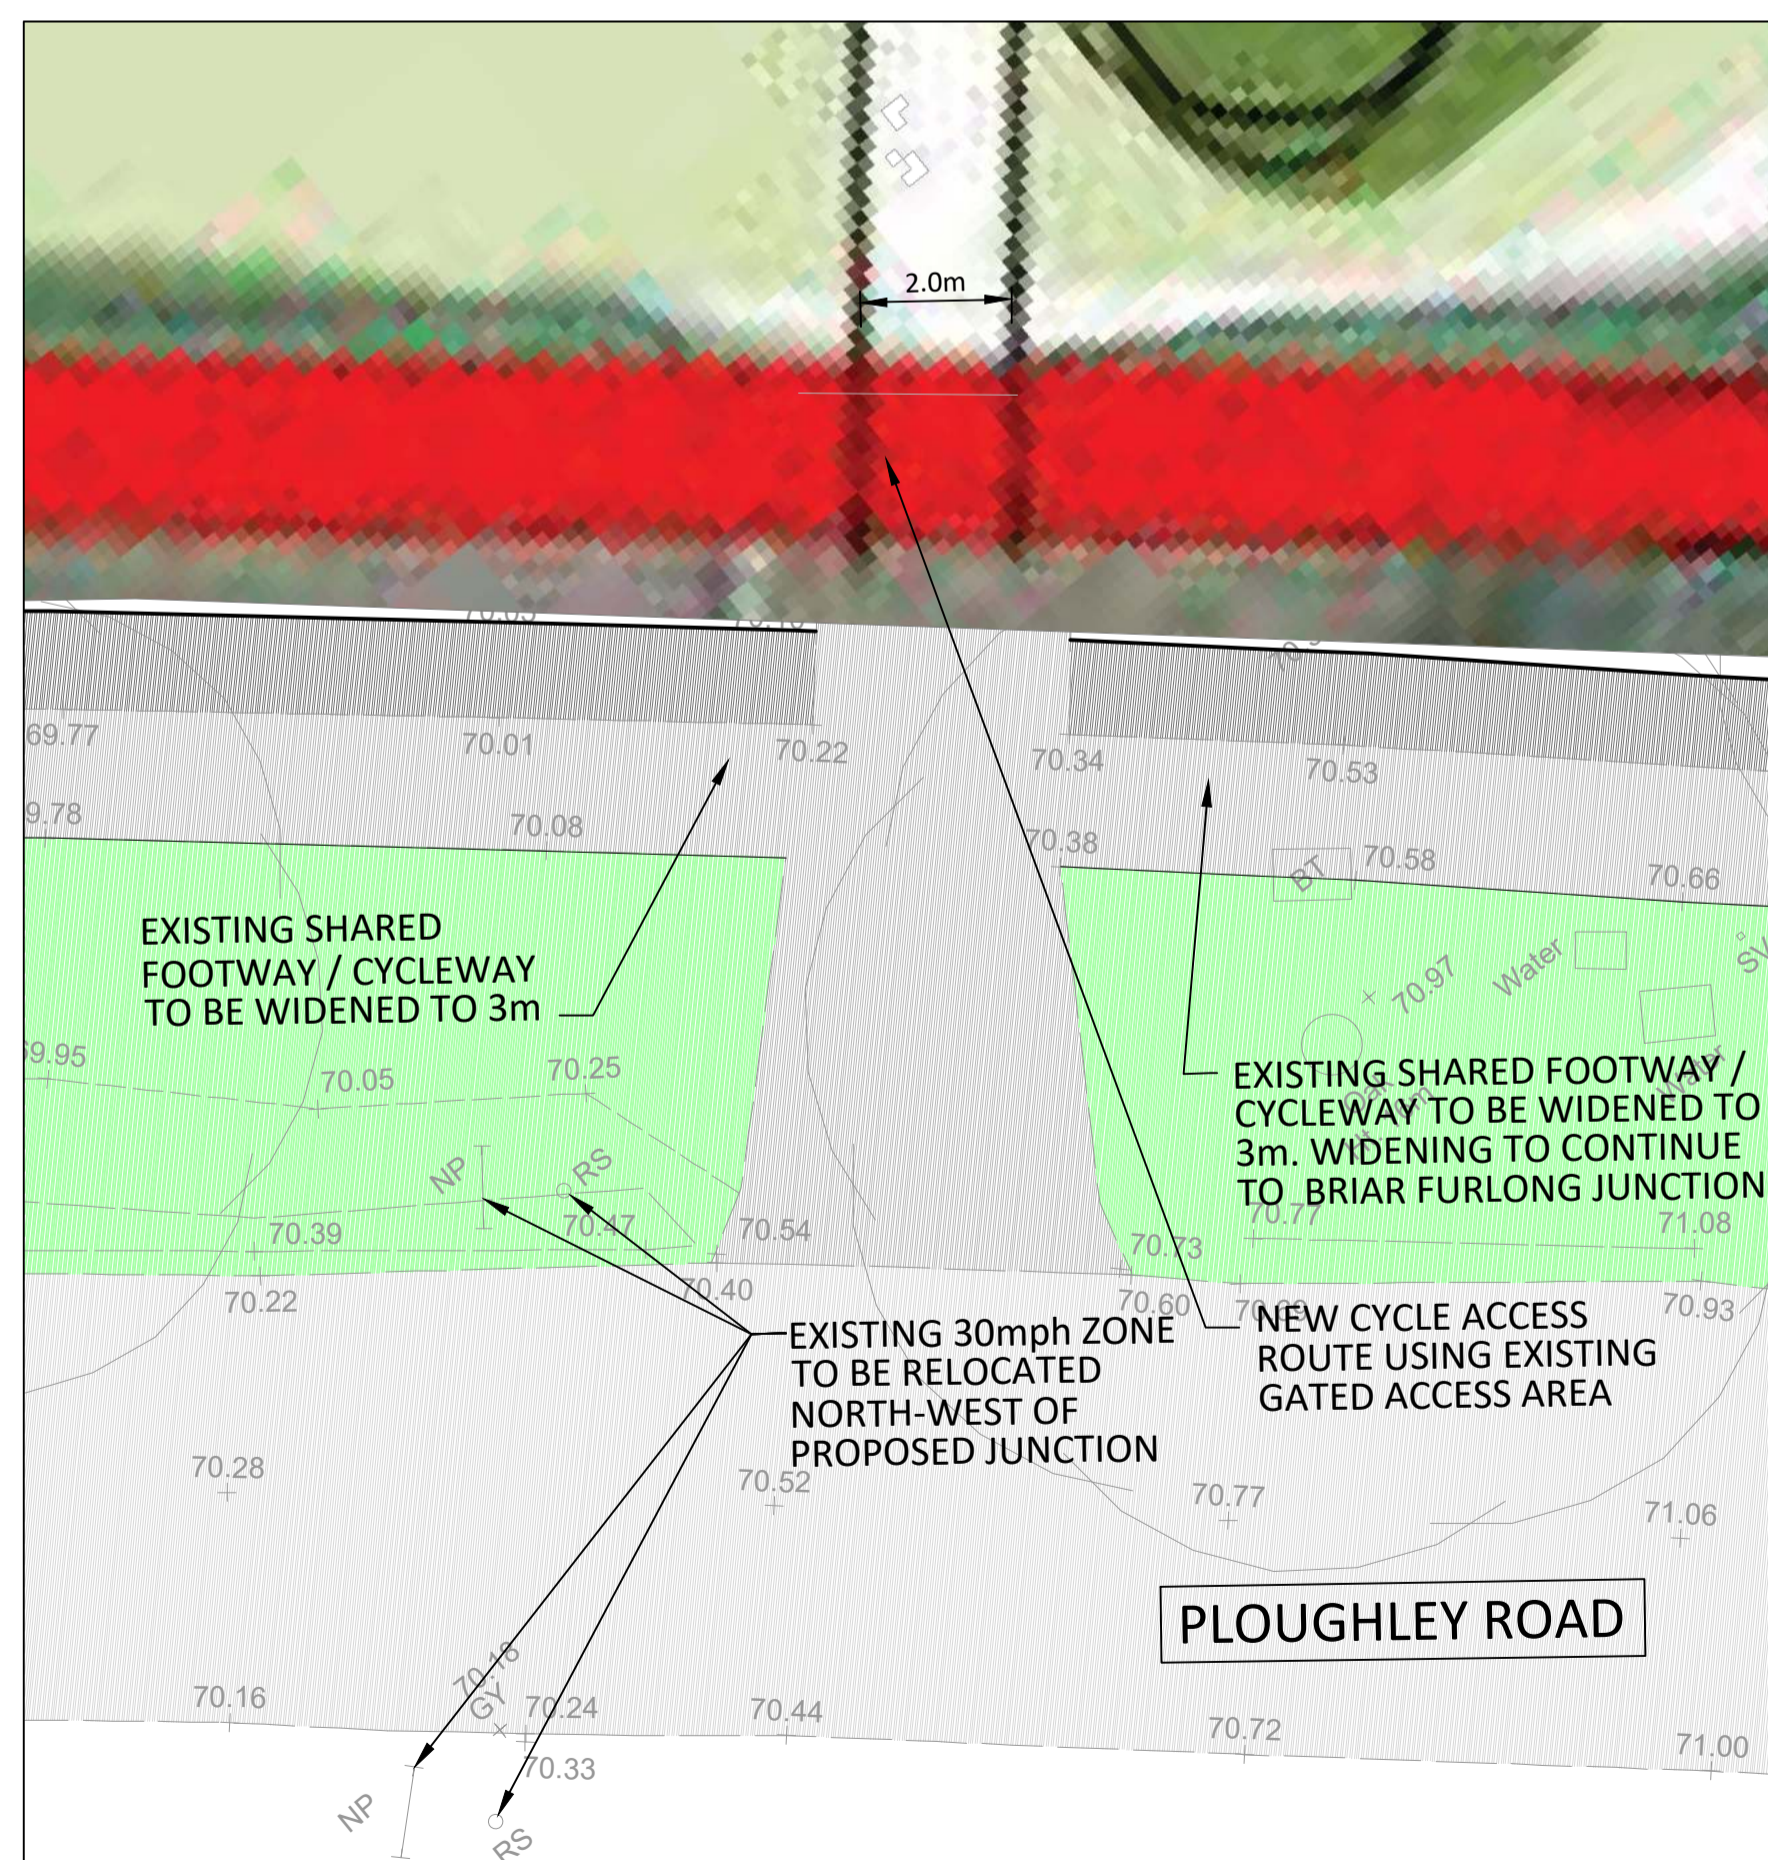 2.0m
69.77
70.01
70.22
70.34
70.53
9.78
70.08
70.38
BT
70.58
70.66
EXISTING SHARED
FOOTWAY / CYCLEWAY
TO BE WIDENED TO 3m
70.97
Water
SV
69.95
70.05
70.25
EXISTING SHARED FOOTWAY /
CYCLEWAY TO BE WIDENED TO
3m. WIDENING TO CONTINUE
TO BRIAR FURLONG JUNCTION
Water
Oak
NP
RS
70.39
70.47
70.54
70.73
70.77
71.08
70.22
70.40
70.60
70.69
70.93
EXISTING 30mph ZONE
TO BE RELOCATED
NORTH-WEST OF
PROPOSED JUNCTION
NEW CYCLE ACCESS
ROUTE USING EXISTING
GATED ACCESS AREA
70.28
70.52
70.77
71.06
PLOUGHLEY ROAD
70.18
GY
70.16
70.24
70.44
70.72
71.00
70.33
NP
RS